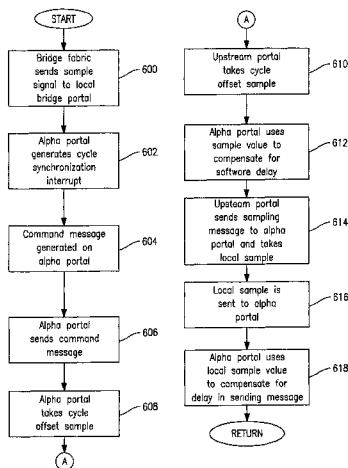 START
Bridge fabric
sends sample
signal to local
bridge portal
600
Alpha portal
generates cycle
synchronization
interrupt
602
Command message
generated on
alpha portal
604
Alpha portal
sends command
message
606
Alpha portal
takes cycle
offset sample
608
A
A
Upstream portal
takes cycle
offset sample
610
Alpha portal uses
sample value to
compensate for
software delay
612
Upsteam portal
sends sampling
message to alpha
portal and takes
local sample
614
Local sample is
sent to alpha
portal
616
Alpha portal uses
local sample value
to compensate for
delay in sending message
618
RETURN